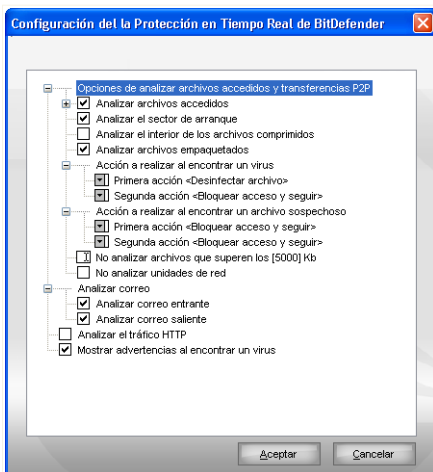 Configuración del la Protección en Tiempo Real de BitDefender
Opciones de analizar archivos accedidos y transferencias P2P
Analizar archivos accedidos
Analizar el sector de arranque
Analizar el interior de los archivos comprimidos
Analizar archivos empaquetados
Acción a realizar al encontrar un virus
Primera acción <Desinfectar archivo>
Segunda acción <Bloquear acceso y seguir>
Acción a realizar al encontrar un archivo sospechoso
Primera acción <Bloquear acceso y seguir>
Segunda acción <Bloquear acceso y seguir>
No analizar archivos que superen los [5000] Kb
No analizar unidades de red
Analizar correo
Analizar correo entrante
Analizar correo saliente
Analizar el tráfico HTTP
Mostrar advertencias al encontrar un virus
Aceptar
Cancelar